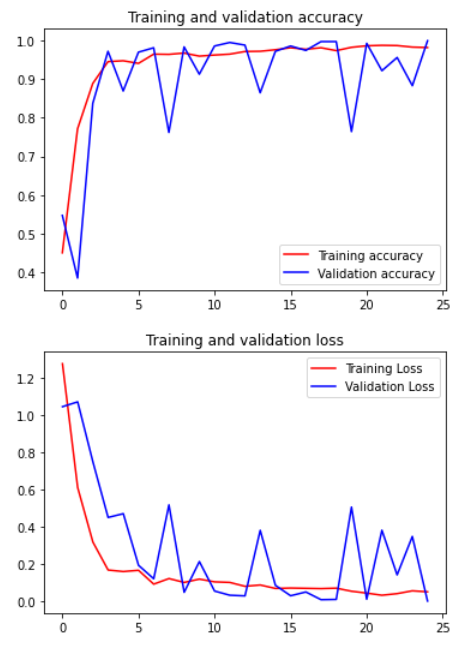 Training and validation accuracy
1.0
0.9
0.8
0.7
0.6
0.5
0.4
Training accuracy
Validation accuracy
0 5 10 15 20 25
Training and validation loss
Training Loss
Validation Loss
1.2
1.0
0.8
0.6
0.4
0.2
0.0
0 5 10 15 20 25